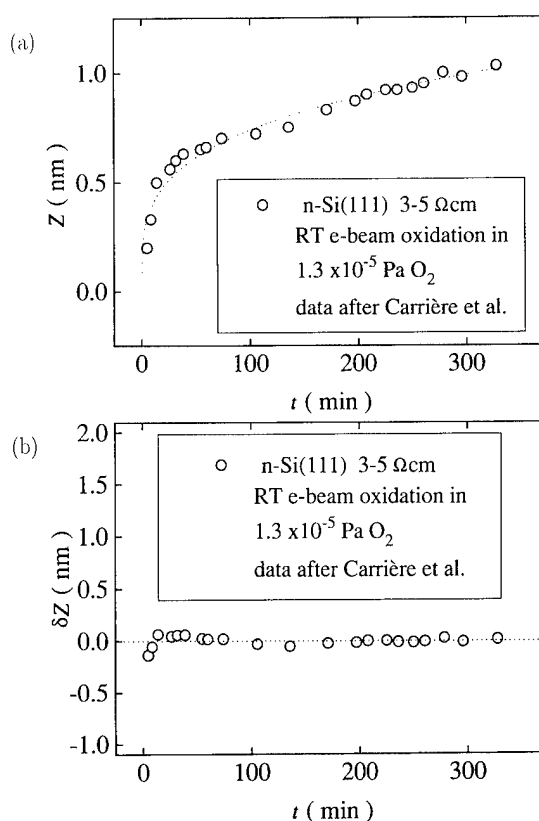 (a)
Z ( nm )
1.0
0.5
0.0
n-Si(111) 3-5 Ωcm
RT e-beam oxidation in
1.3 x10⁻⁵ Pa O₂
data after Carrière et al.
0 100 200 300
t ( min )
(b)
δZ ( nm )
2.0
1.5
1.0
0.5
0.0
-0.5
-1.0
n-Si(111) 3-5 Ωcm
RT e-beam oxidation in
1.3 x10⁻⁵ Pa O₂
data after Carrière et al.
0 100 200 300
t ( min )